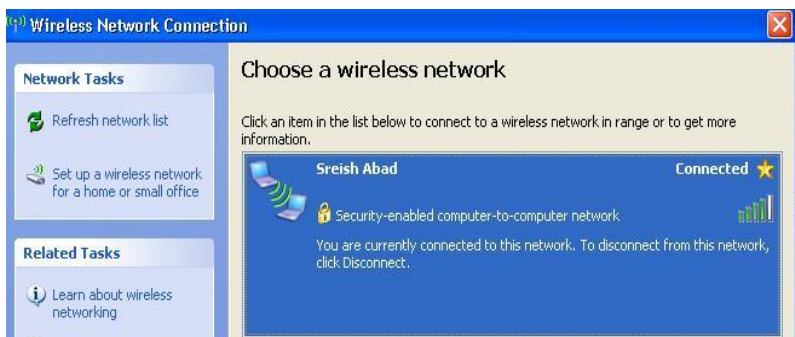 Wireless Network Connection
Network Tasks
Refresh network list
Set up a wireless network
for a home or small office
Related Tasks
Learn about wireless
networking
Choose a wireless network
Click an item in the list below to connect to a wireless network in range or to get more
information.
Sreish Abad Connected
Security-enabled computer-to-computer network
You are currently connected to this network. To disconnect from this network,
click Disconnect.